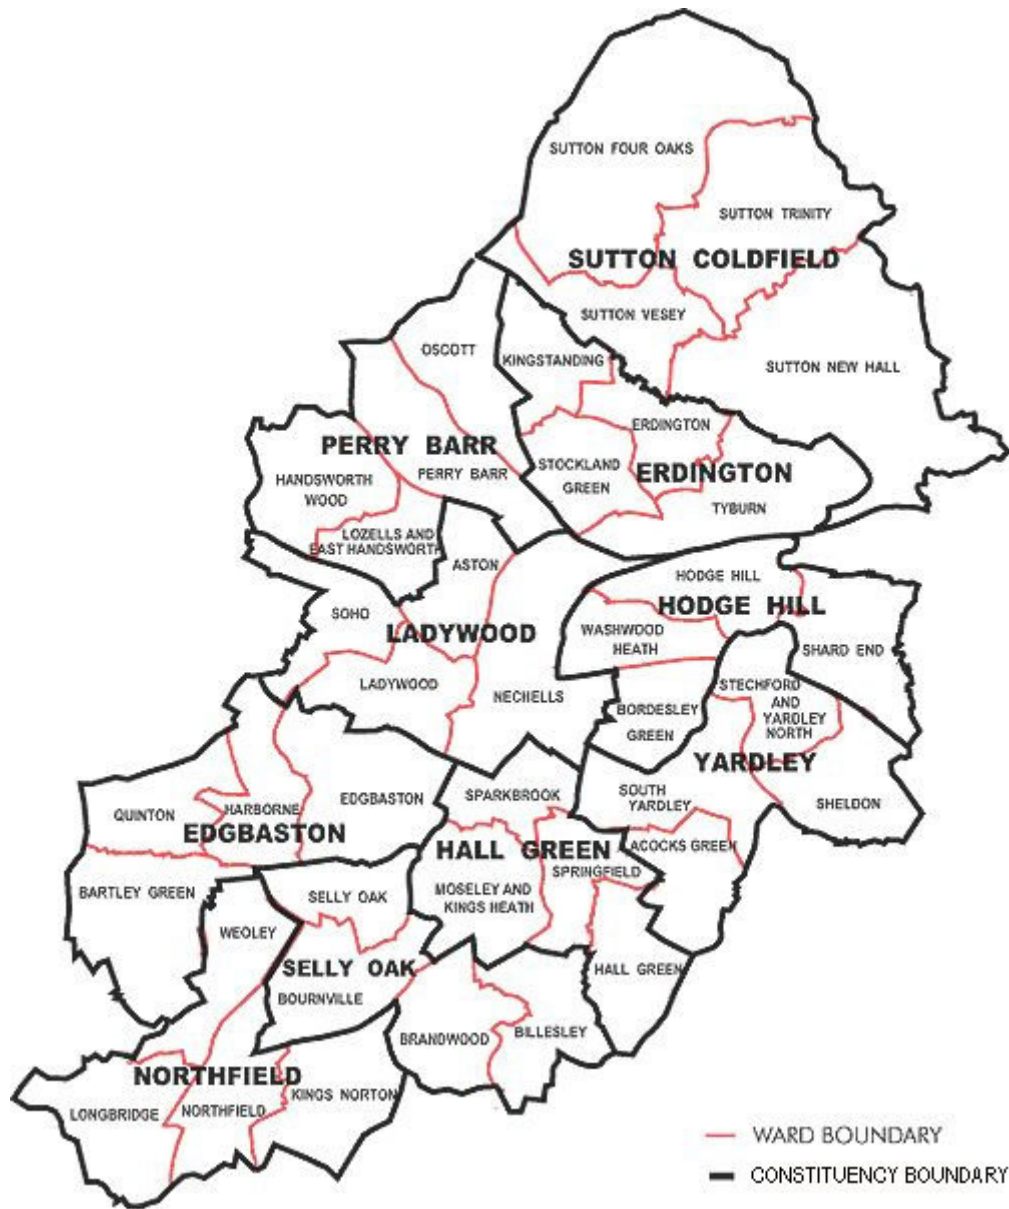 SUTTON FOUR OAKS
SUTTON TRINITY
SUTTON COLDFIELD
SUTTON VESEY
OSCOTT
KINGSTANDING
SUTTON NEW HALL
ERDINGTON
PERRY BARR
PERRY BARR
STOCKLAND
GREEN
ERDINGTON
HANDSWORTH
WOOD
TYBURN
LOZELLS AND
EAST HANDSWORTH
ASTON
HODGE HILL
HODGE HILL
SOHO
LADYWOOD
WASHWOOD
HEATH
SHARD END
LADYWOOD
NECHELLS
STECHFORD
AND
YARDLEY
NORTH
BORDESLEY
GREEN
YARDLEY
EDGBASTON
SPARKBROOK
SOUTH
YARDLEY
SHELDON
QUINTON
HARBORNE
EDGBASTON
HALL GREEN
ACOCKS GREEN
SPRINGFIELD
BARTLEY GREEN
SELLY OAK
MOSELEY AND
KINGS HEATH
WEOLEY
SELLY OAK
HALL GREEN
BOURNVILLE
BRANDWOOD
BILLESLEY
NORTHFIELD
KINGS NORTON
LONGBRIDGE
NORTHFIELD
WARD BOUNDARY
CONSTITUENCY BOUNDARY